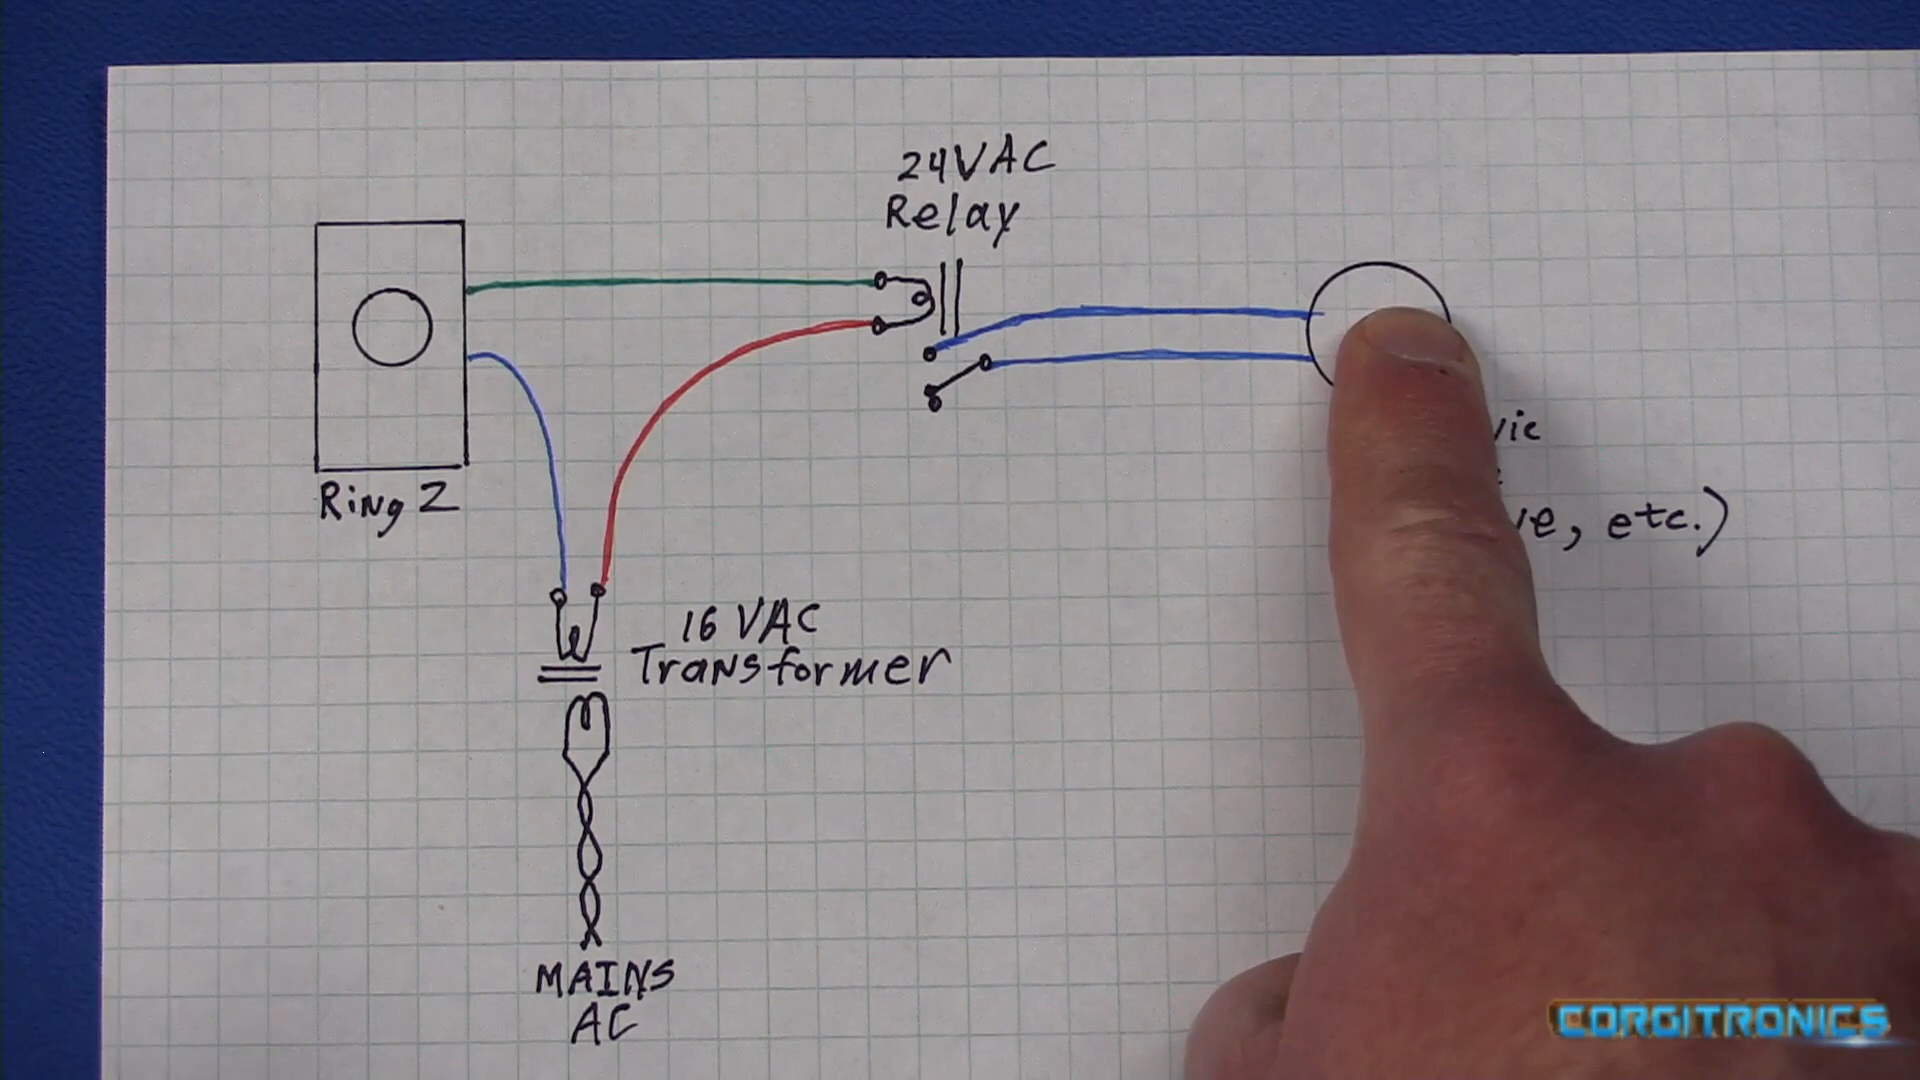 24VAC
Relay
Ring 2
etc.)
16 VAC
Transformer
MAINS
AC
CORGITRONICS